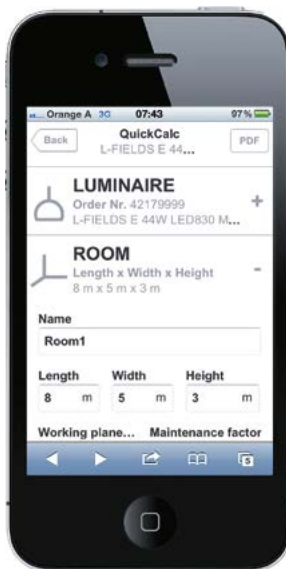 Orange A 3G 07:43 97%
Back QuickCalc PDF
L-FIELDS E 44...
LUMINAIRE
Order Nr. 42179999 +
L-FIELDS E 44W LED830 M...
ROOM
Length x Width x Height -
8 m x 5 m x 3 m
Name
Room1
Length Width Height
8 m 5 m 3 m
Working plane... Maintenance factor
5